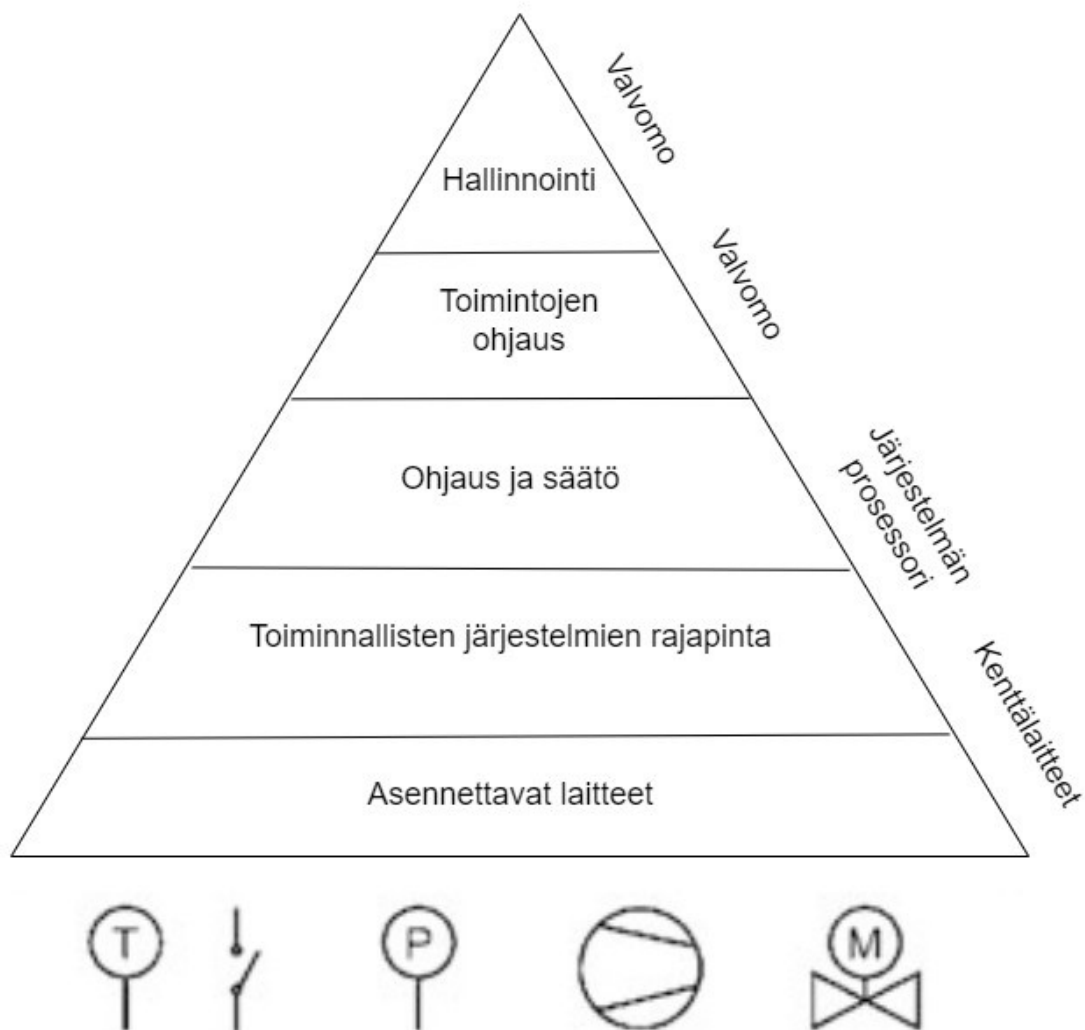 Valvomo
Hallinnointi
Valvomo
Toimintojen
ohjaus
Järjestelmän
prosessori
Ohjaus ja säätö
Toiminnallisten järjestelmien rajapinta
Kenttälaitteet
Asennettavat laitteet
T
P
M